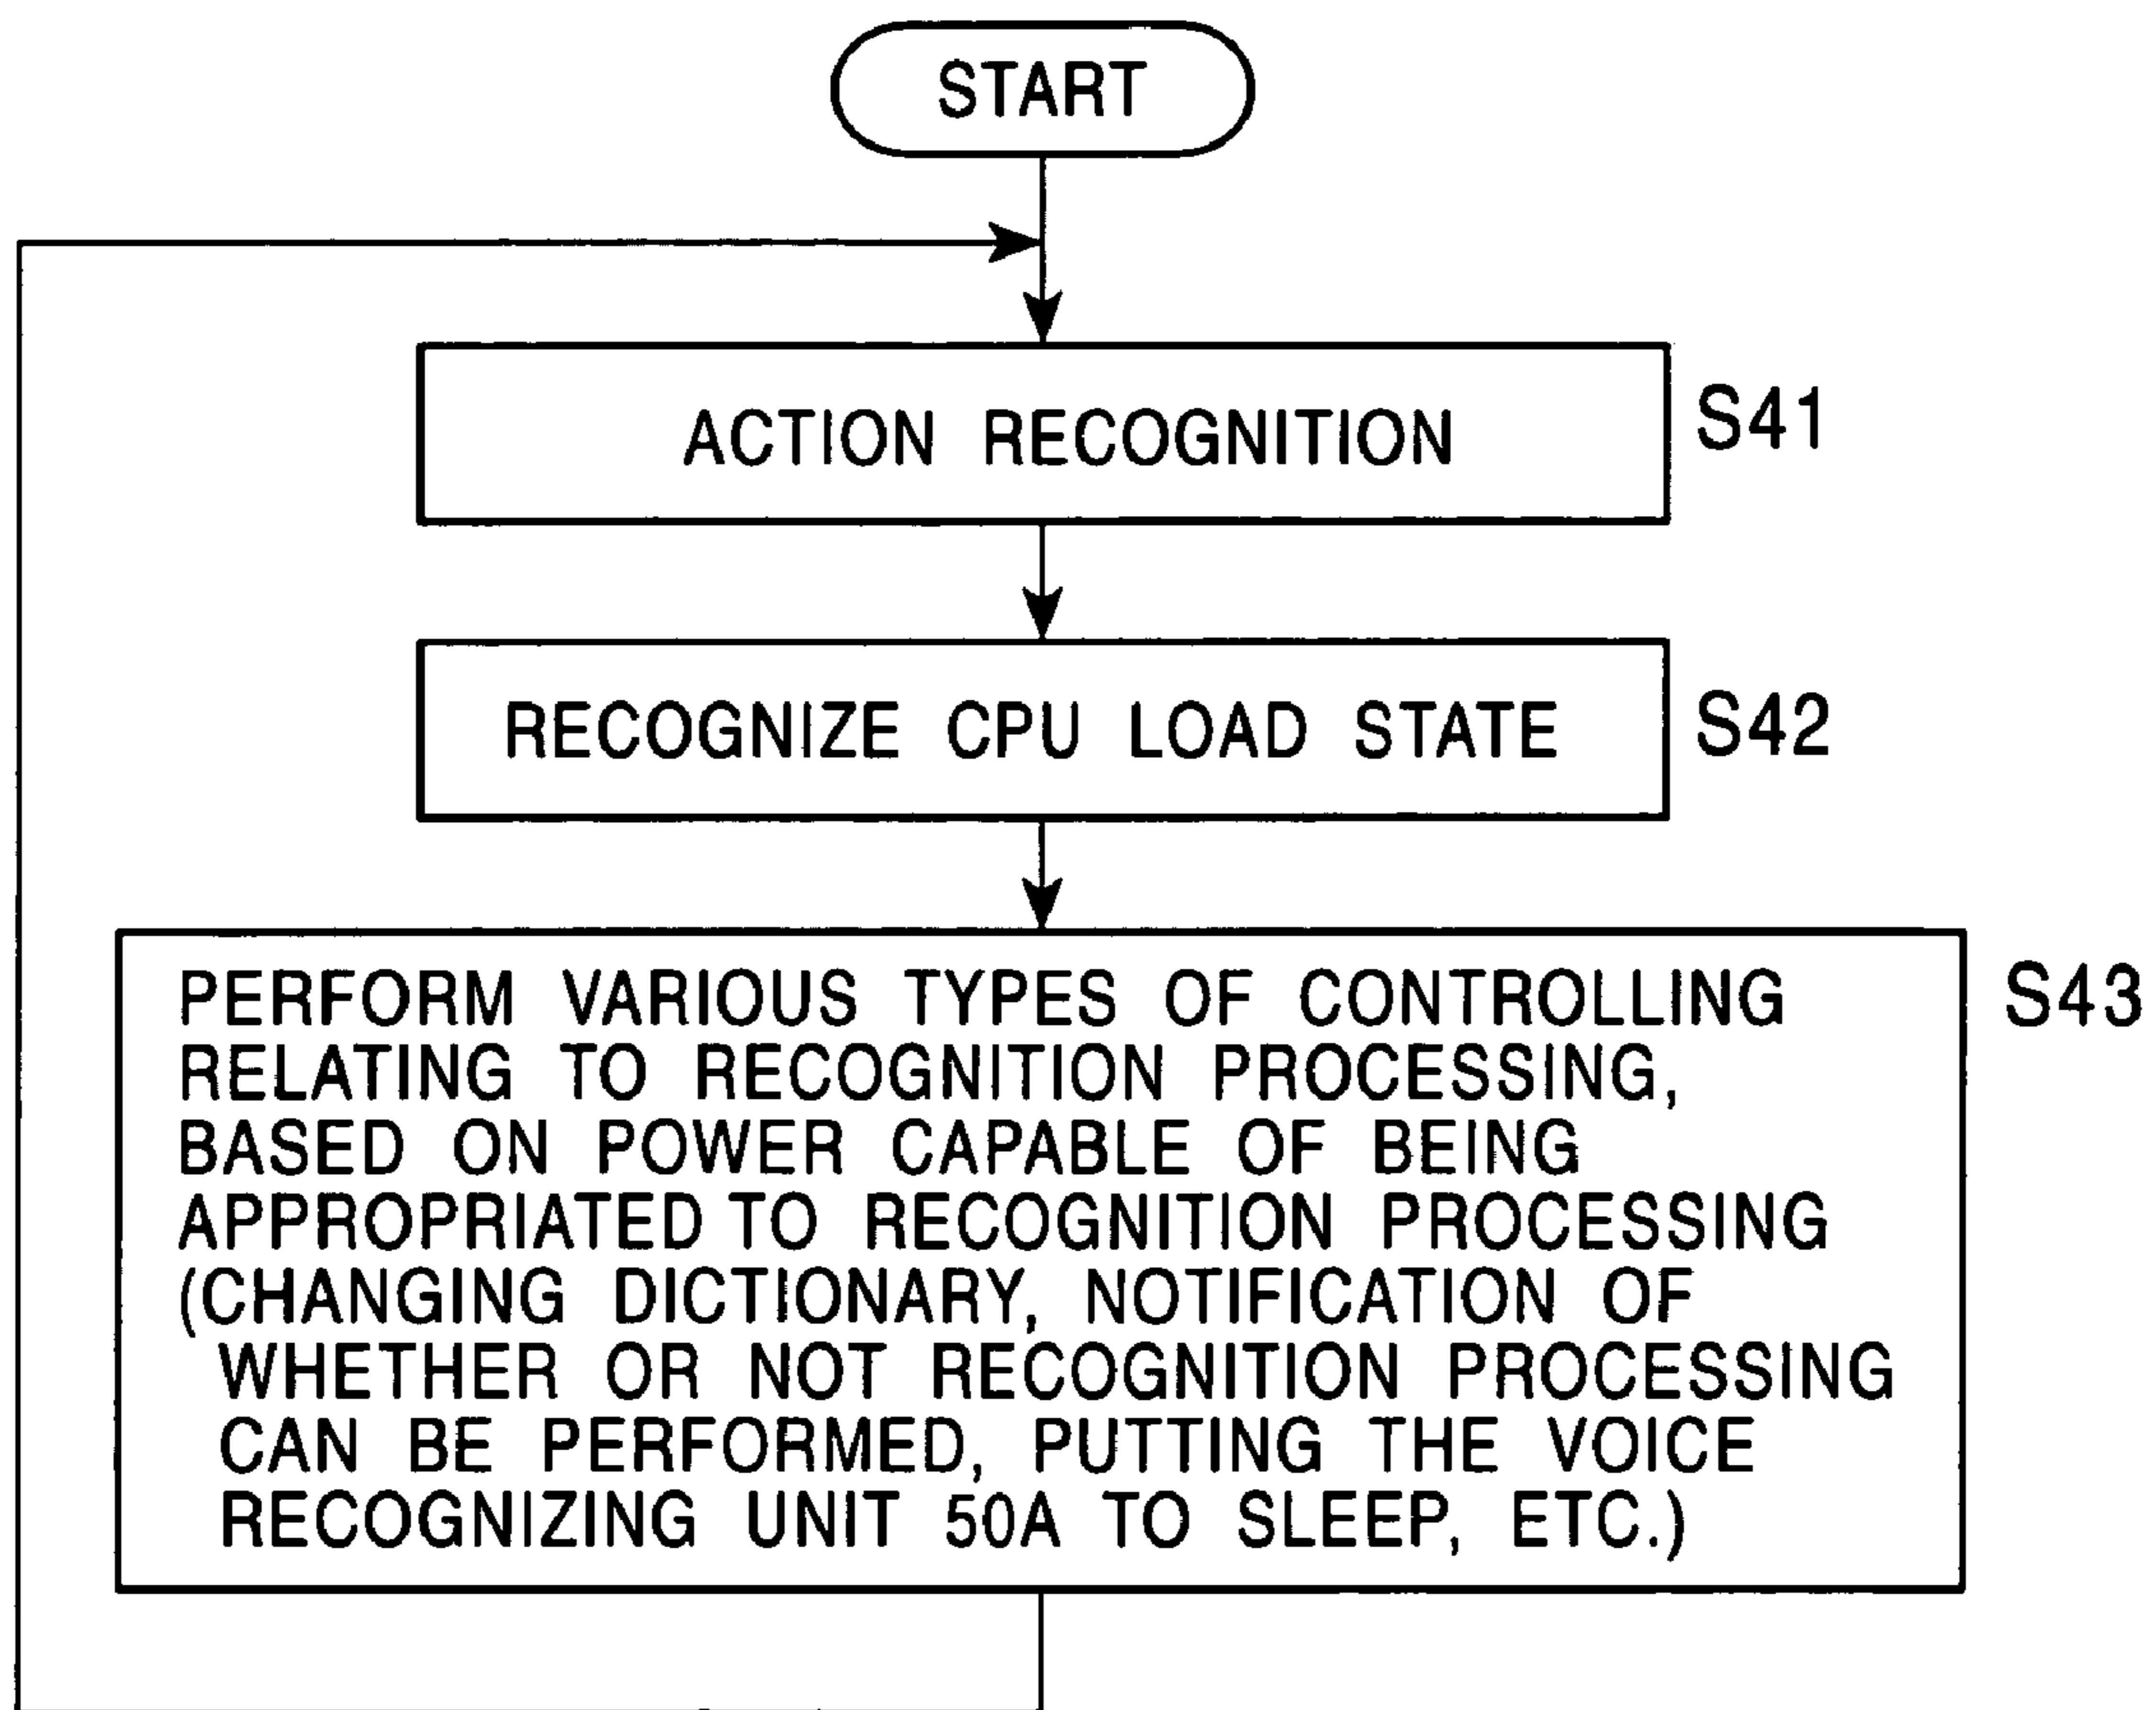 START
ACTION RECOGNITION
S41
RECOGNIZE CPU LOAD STATE
S42
PERFORM VARIOUS TYPES OF CONTROLLING
S43
RELATING TO RECOGNITION PROCESSING,
BASED ON POWER CAPABLE OF BEING
APPROPRIATED TO RECOGNITION PROCESSING
(CHANGING DICTIONARY, NOTIFICATION OF
WHETHER OR NOT RECOGNITION PROCESSING
CAN BE PERFORMED, PUTTING THE VOICE
RECOGNIZING UNIT 50A TO SLEEP, ETC.)